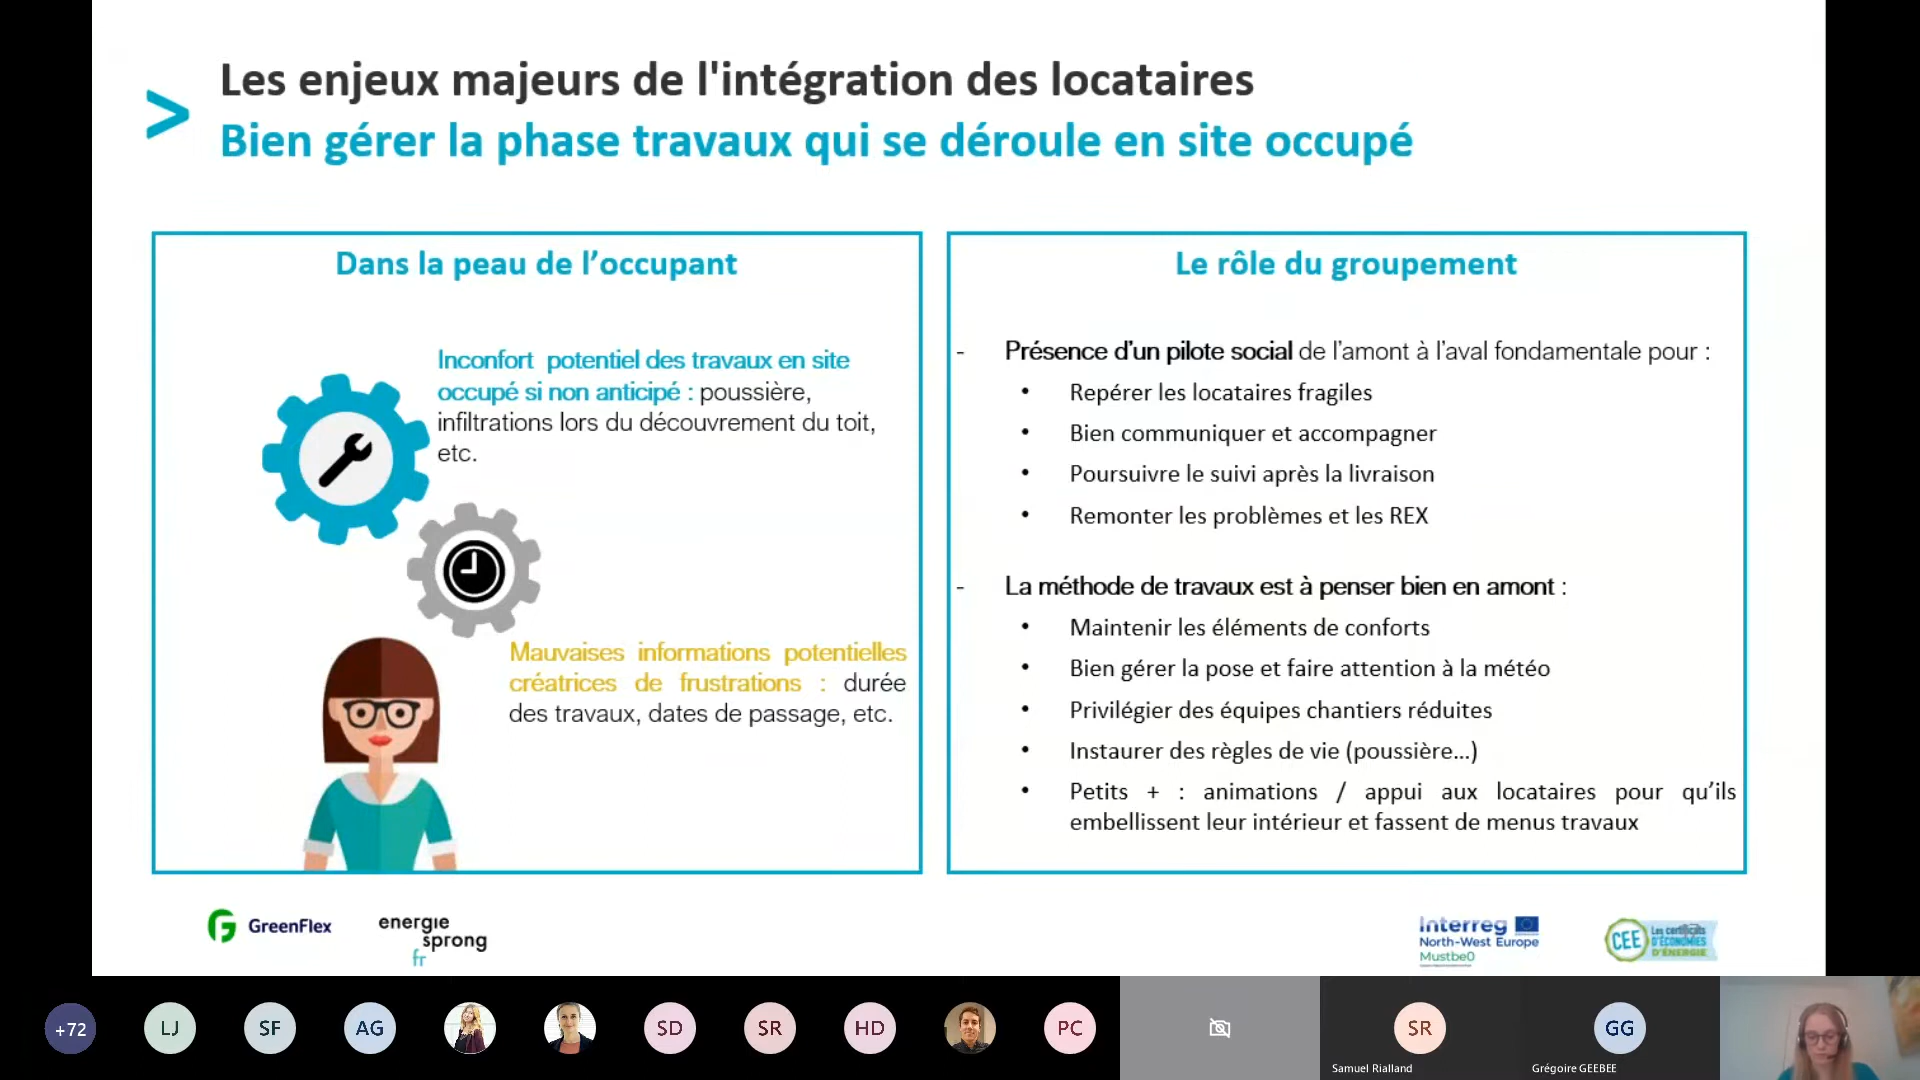 Les enjeux majeurs de l'intégration des locataires
>
Bien gérer la phase travaux qui se déroule en site occupé
Dans la peau de l’occupant
Inconfort potentiel des travaux en site
occupé si non anticipé : poussière,
infiltrations lors du découvrement du toit,
etc.
Mauvaises informations potentielles
créatrices de frustrations : durée
des travaux, dates de passage, etc.
Le rôle du groupement
- Présence d’un pilote social de l’amont à l’aval fondamentale pour :
• Repérer les locataires fragiles
• Bien communiquer et accompagner
• Poursuivre le suivi après la livraison
• Remonter les problèmes et les REX
- La méthode de travaux est à penser bien en amont :
• Maintenir les éléments de conforts
• Bien gérer la pose et faire attention à la météo
• Privilégier des équipes chantiers réduites
• Instaurer des règles de vie (poussière…)
• Petits + : animations / appui aux locataires pour qu’ils
embellissent leur intérieur et fassent de menus travaux
GreenFlex
energie
sprong
fr
Interreg
North-West Europe
Mustbe0
CEE
Les certificats
D'ÉCONOMIES
D'ÉNERGIE
+72
LJ
SF
AG
SD
SR
HD
PC
SR
GG
Samuel Rialland
Grégoire GEEBEE